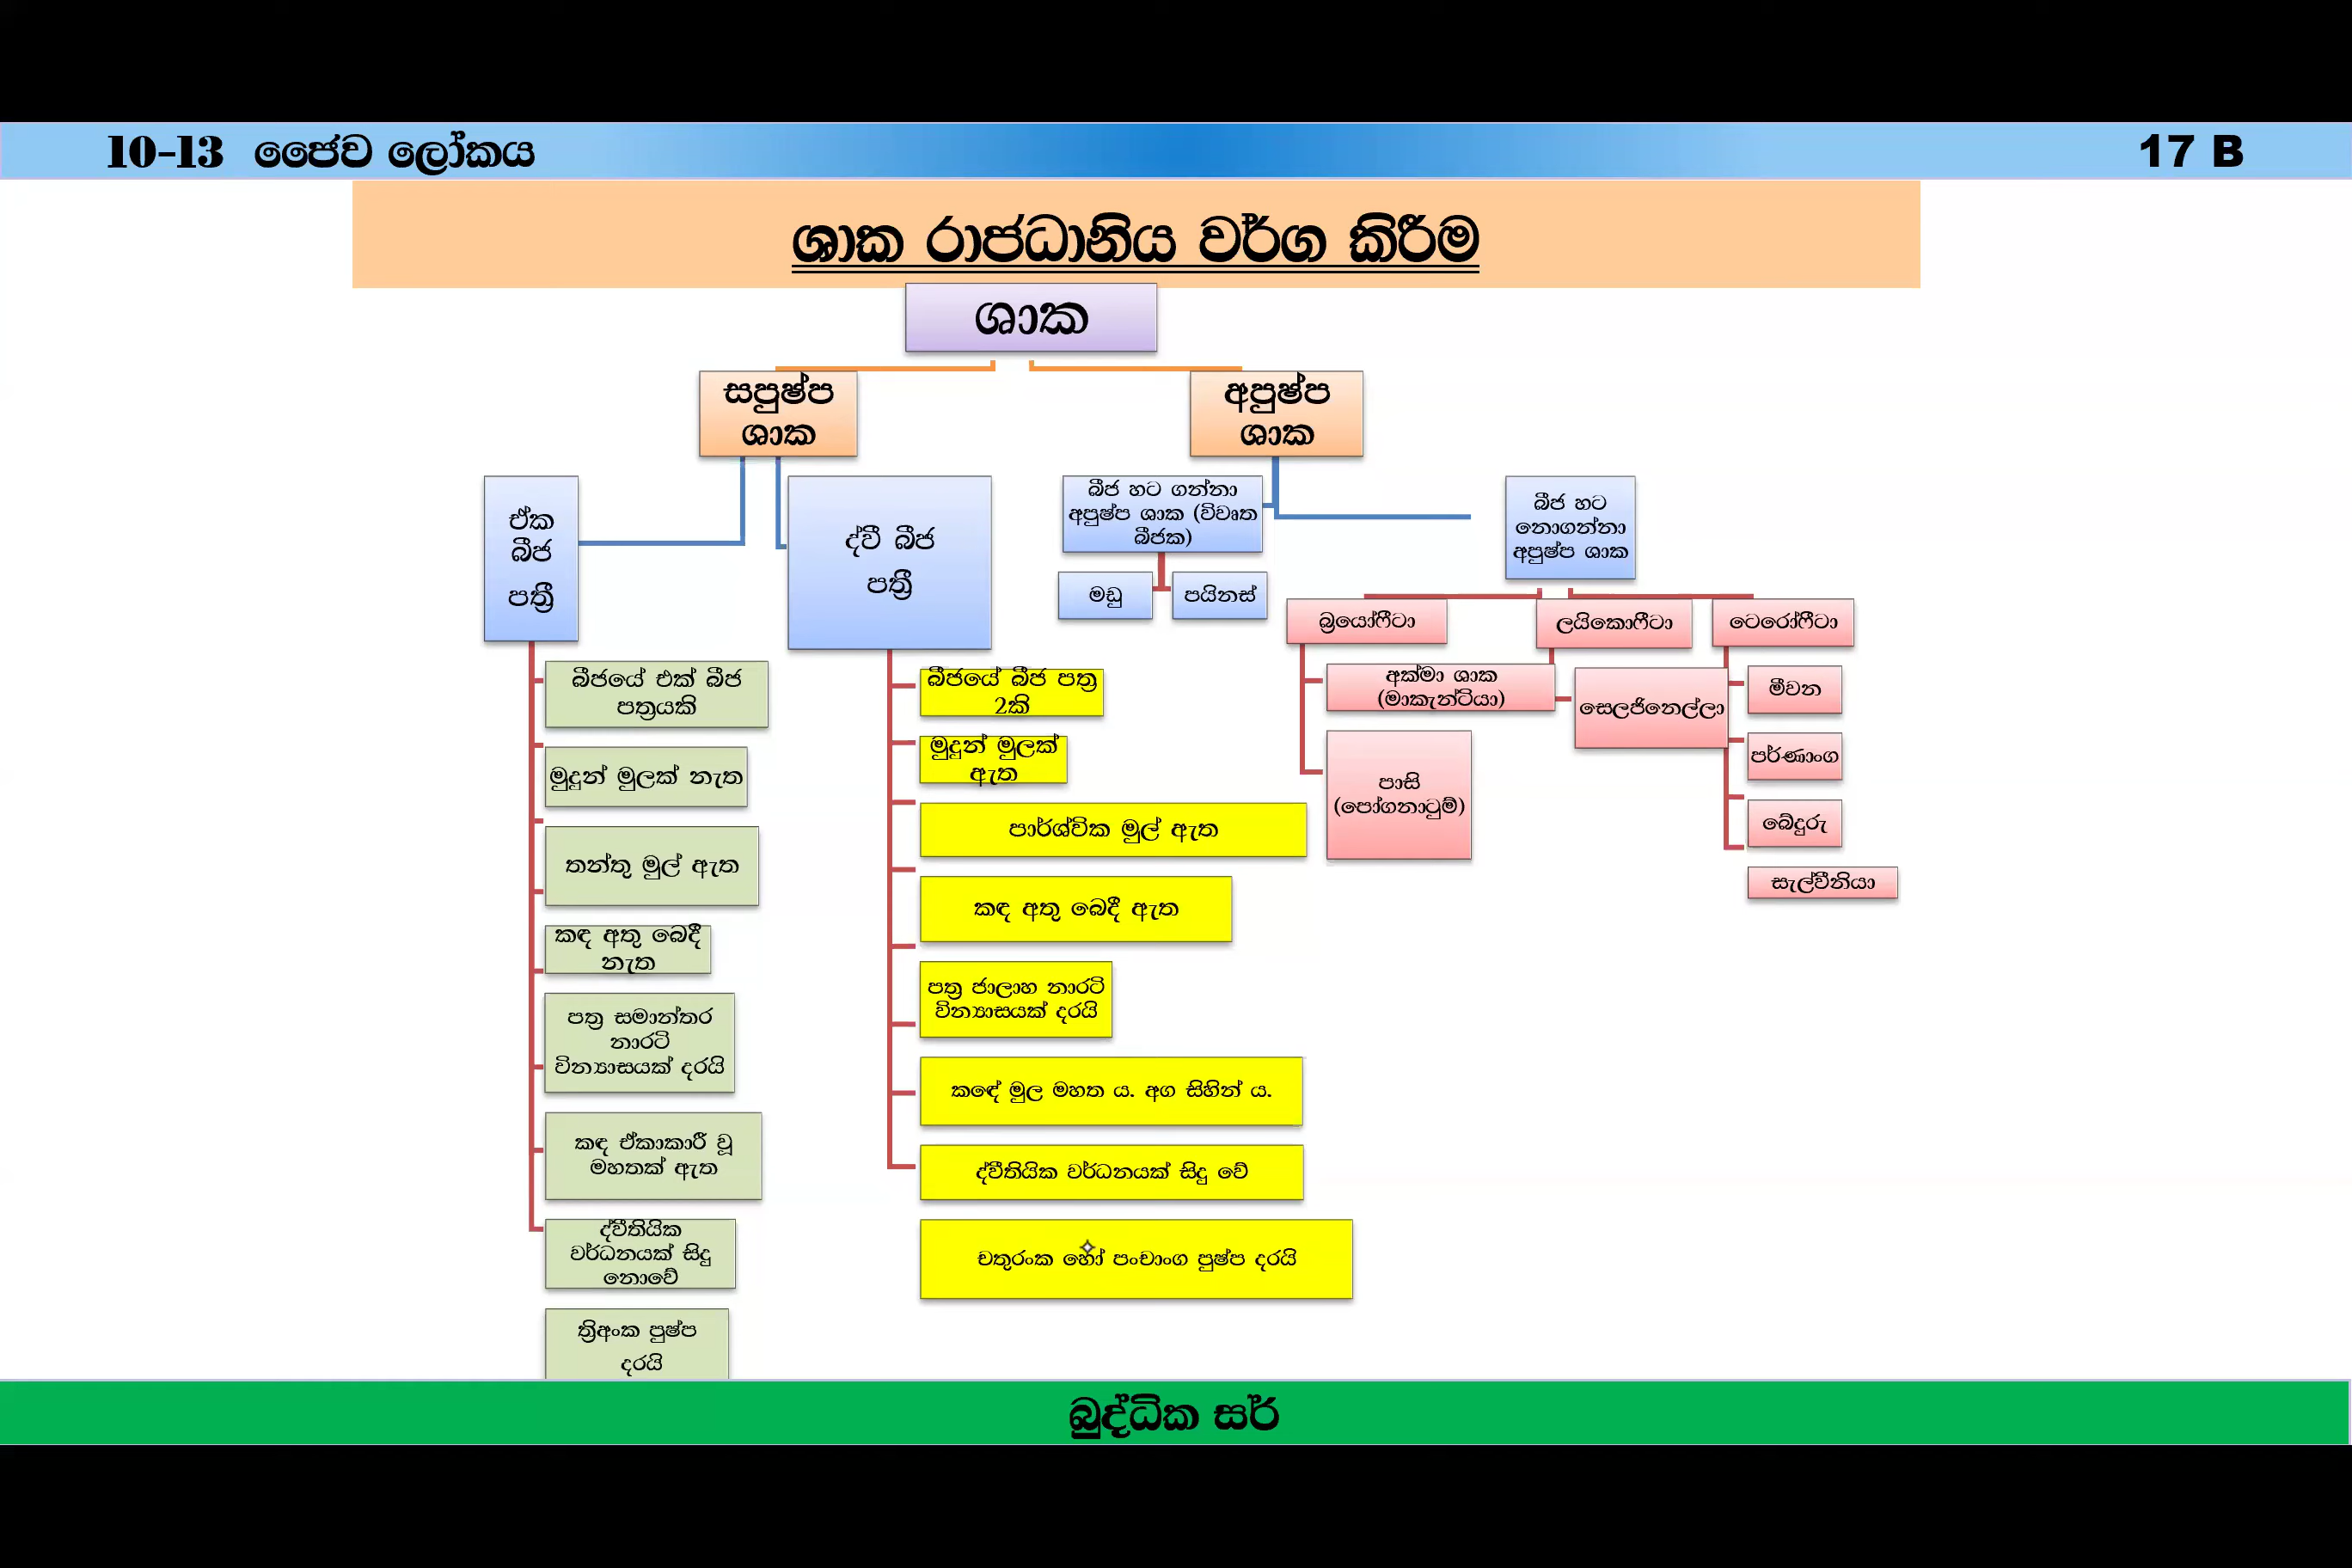 10-13 ජෛව ලෝකය
17 B
ශාක රාජධානිය වර්ග කිරීම
ශාක
සපුෂ්ප
ශාක
අපුෂ්ප
ශාක
ඒක
බීජ
පත්‍රී
ද්වී බීජ
පත්‍රී
බීජ හට ගන්නා
අපුෂ්ප ශාක (විවෘත
බීජක)
බීජ හට
නොගන්නා
අපුෂ්ප ශාක
මඩු
පයිනස්
බ්‍රයෝෆීටා
ලයිකොෆීටා
ටෙරෝෆීටා
බීජයේ එක් බීජ
පත්‍රයකි
මුදුන් මුලක් නැත
තන්තු මුල් ඇත
කඳ අතු බෙදී
නැත
පත්‍ර සමාන්තර
නාරටි
වින්‍යාසයක් දරයි
කඳ ඒකාකාරී වූ
මහතක් ඇත
ද්විතියික
වර්ධනයක් සිදු
නොවේ
ත්‍රිඅංක පුෂ්ප
දරයි
බීජයේ බීජ පත්‍ර
2කි
මුදුන් මුලක්
ඇත
පාර්ශ්වික මුල් ඇත
කඳ අතු බෙදී ඇත
පත්‍ර ජාලාභ නාරටි
වින්‍යාසයක් දරයි
කඳේ මුල මහත ය. අග සිහින් ය.
ද්වීතියික වර්ධනයක් සිදු වේ
චතුරංක හෝ පංචාංග පුෂ්ප දරයි
අක්මා ශාක
(මාකැන්ටියා)
පාසි
(පෝගනාටුම්)
සෙලජිනෙල්ලා
මීවන
පර්ණාංග
බේදුරු
සැල්වීනියා
බුද්ධික සර්